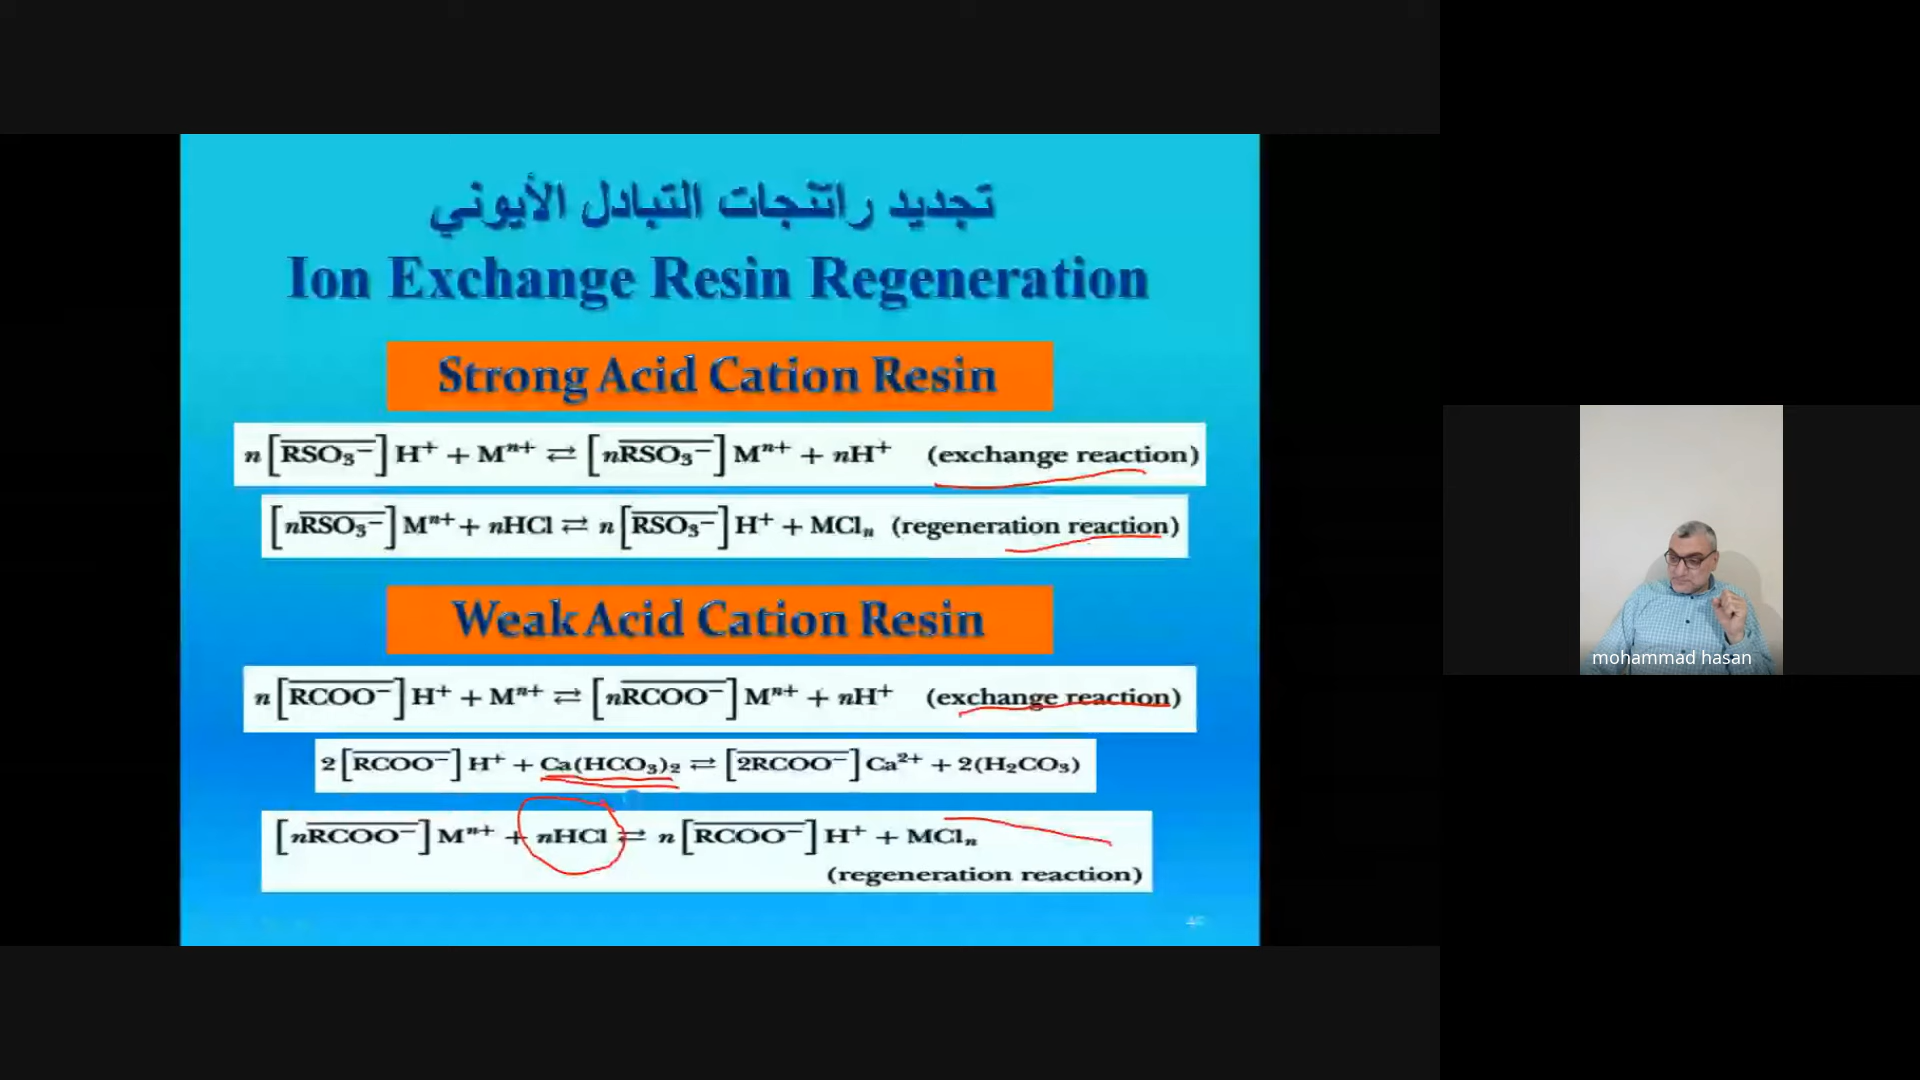 تجديد راتنجات التبادل الأيوني
Ion Exchange Resin Regeneration
Strong Acid Cation Resin
n[RSO₃⁻] H⁺ + Mⁿ⁺ ⇌ [nRSO₃⁻] Mⁿ⁺ + nH⁺ (exchange reaction)
[nRSO₃⁻] Mⁿ⁺ + nHCl ⇌ n[RSO₃⁻] H⁺ + MClₙ (regeneration reaction)
Weak Acid Cation Resin
n[RCOO⁻] H⁺ + Mⁿ⁺ ⇌ [nRCOO⁻] Mⁿ⁺ + nH⁺ (exchange reaction)
2[RCOO⁻] H⁺ + Ca(HCO₃)₂ ⇌ [2RCOO⁻] Ca²⁺ + 2(H₂CO₃)
[nRCOO⁻] Mⁿ⁺ + nHCl ⇌ n[RCOO⁻] H⁺ + MClₙ
(regeneration reaction)
mohammad hasan